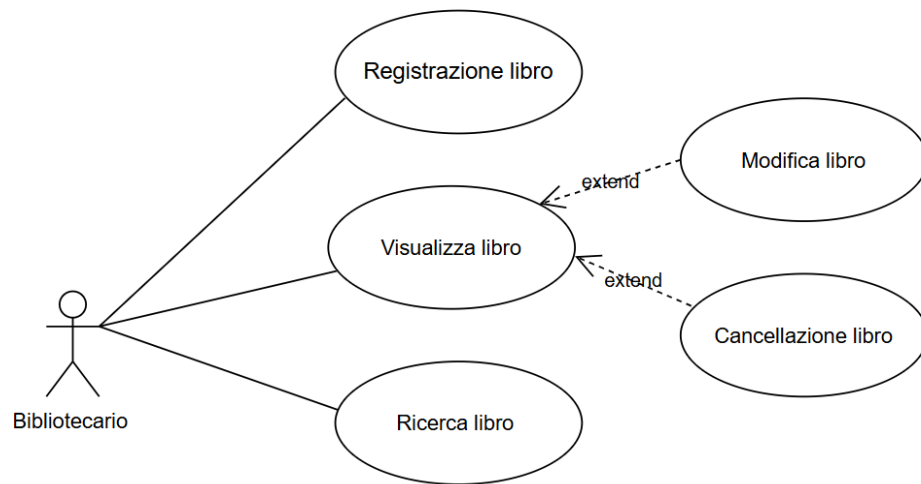 Registrazione libro
Modifica libro
extend
Visualizza libro
extend
Cancellazione libro
Bibliotecario
Ricerca libro